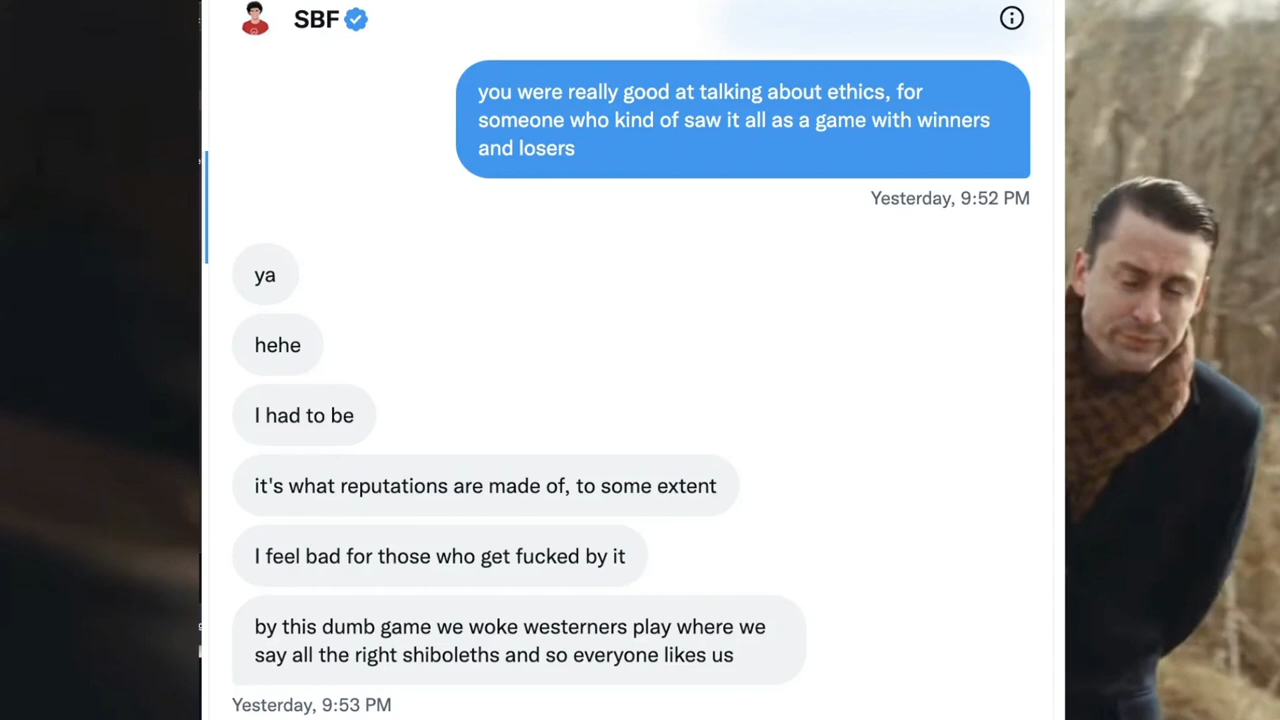 SBF
you were really good at talking about ethics, for
someone who kind of saw it all as a game with winners
and losers
Yesterday, 9:52 PM
ya
hehe
I had to be
it's what reputations are made of, to some extent
I feel bad for those who get fucked by it
by this dumb game we woke westerners play where we
say all the right shiboleths and so everyone likes us
Yesterday, 9:53 PM